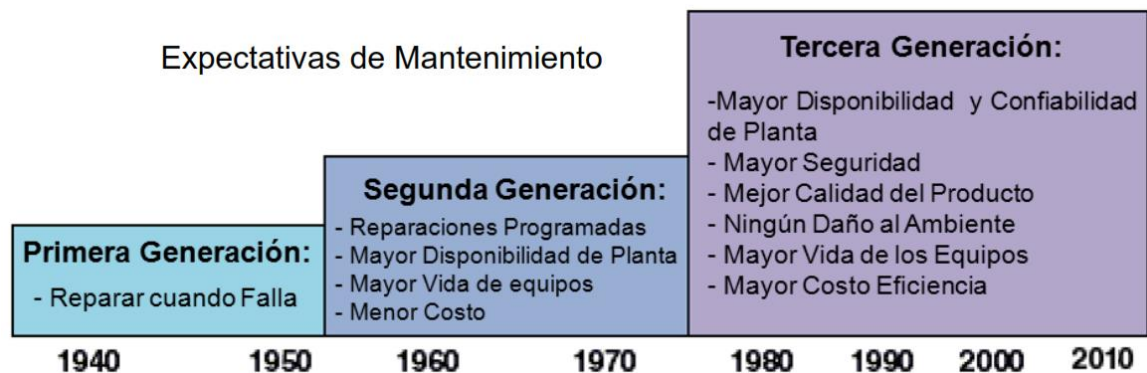 Expectativas de Mantenimiento
Primera Generación:
- Reparar cuando Falla
Segunda Generación:
- Reparaciones Programadas
- Mayor Disponibilidad de Planta
- Mayor Vida de equipos
- Menor Costo
Tercera Generación:
-Mayor Disponibilidad y Confiabilidad
de Planta
- Mayor Seguridad
- Mejor Calidad del Producto
- Ningún Daño al Ambiente
- Mayor Vida de los Equipos
- Mayor Costo Eficiencia
1940 1950 1960 1970 1980 1990 2000 2010